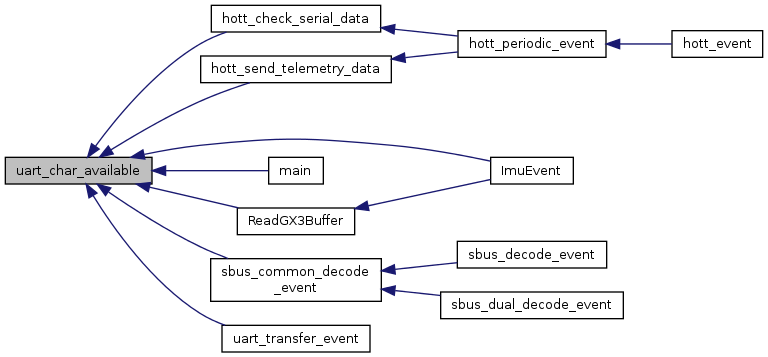 hott_check_serial_data
hott_send_telemetry_data
hott_periodic_event
hott_event
uart_char_available
main
ImuEvent
ReadGX3Buffer
sbus_common_decode
_event
sbus_decode_event
sbus_dual_decode_event
uart_transfer_event